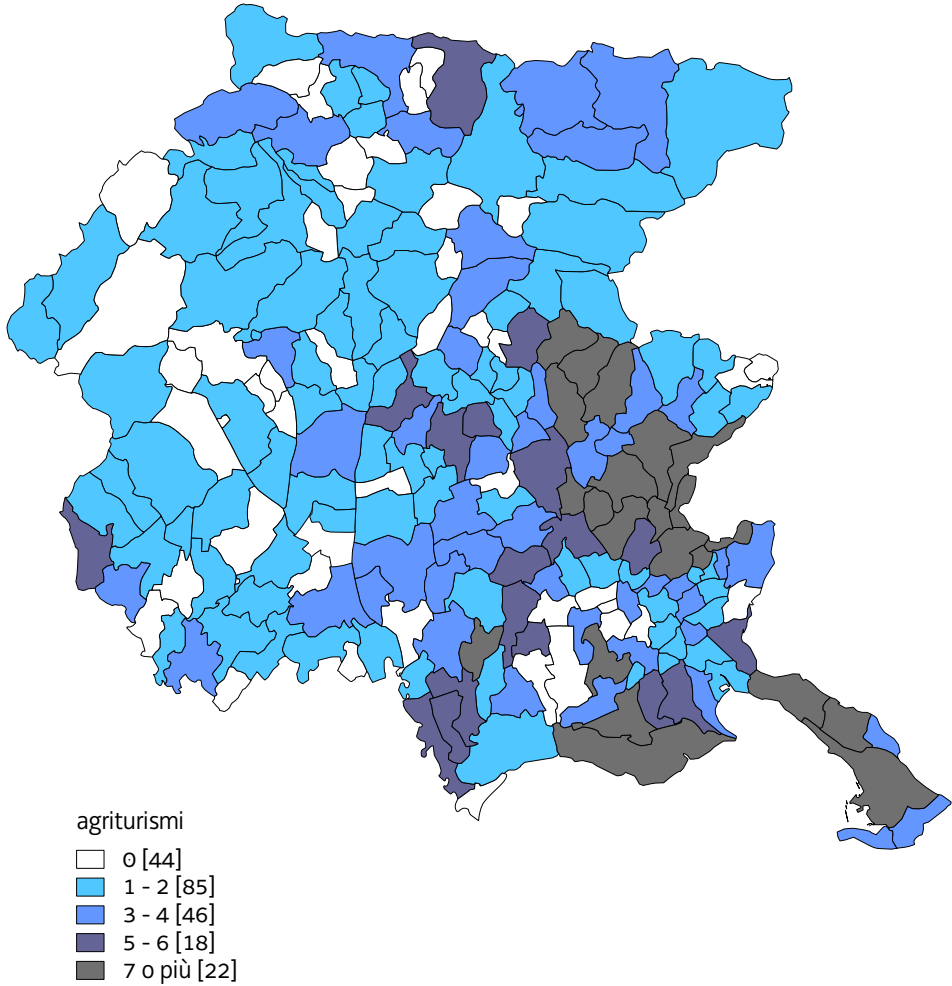 agriturismi
0 [44]
1 - 2 [85]
3 - 4 [46]
5 - 6 [18]
7 o più [22]